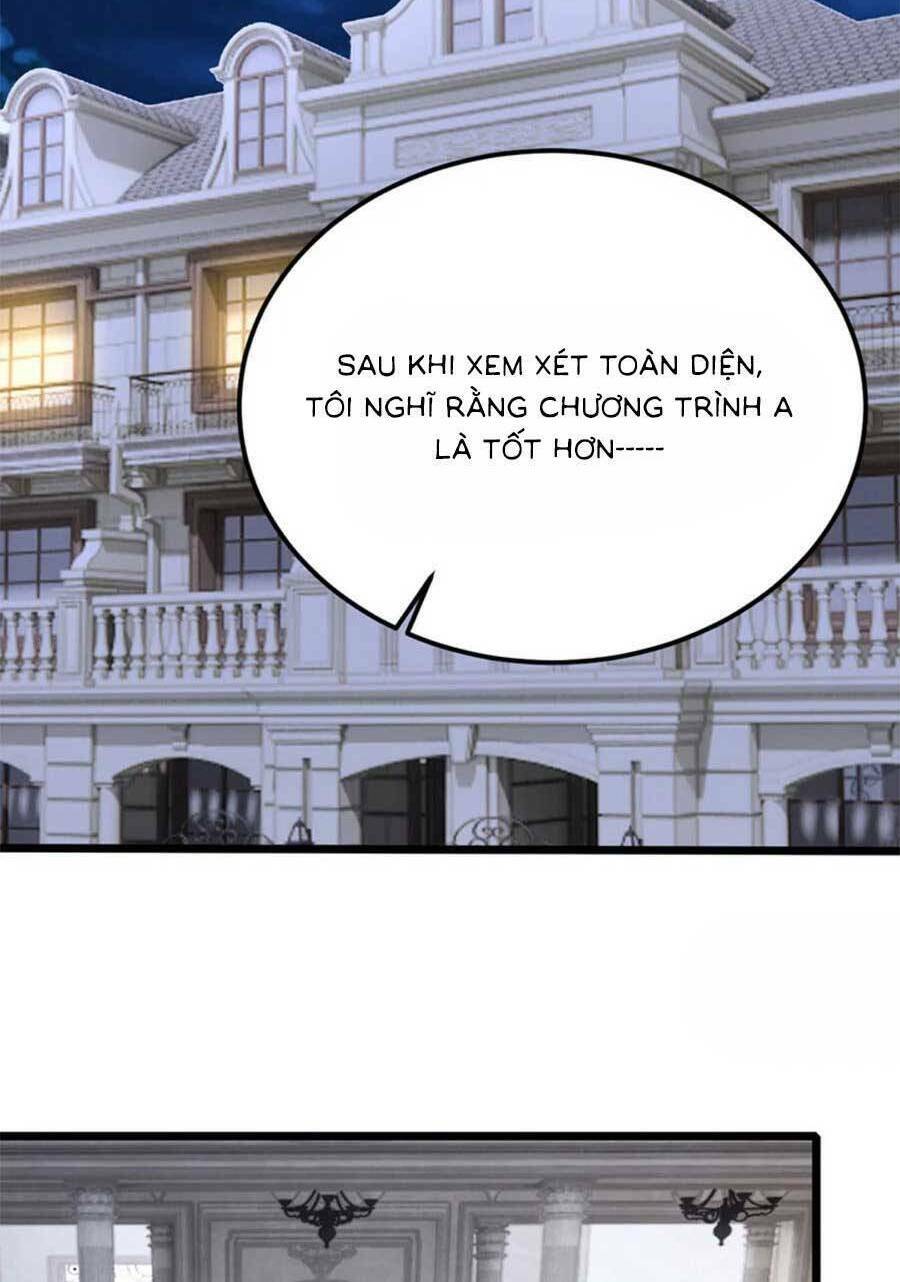 SAU KHI XEM XÉT TOÀN DIỆN,
TÔI NGHĨ RẰNG CHƯƠNG TRÌNH A
LÀ TỐT HƠN-----